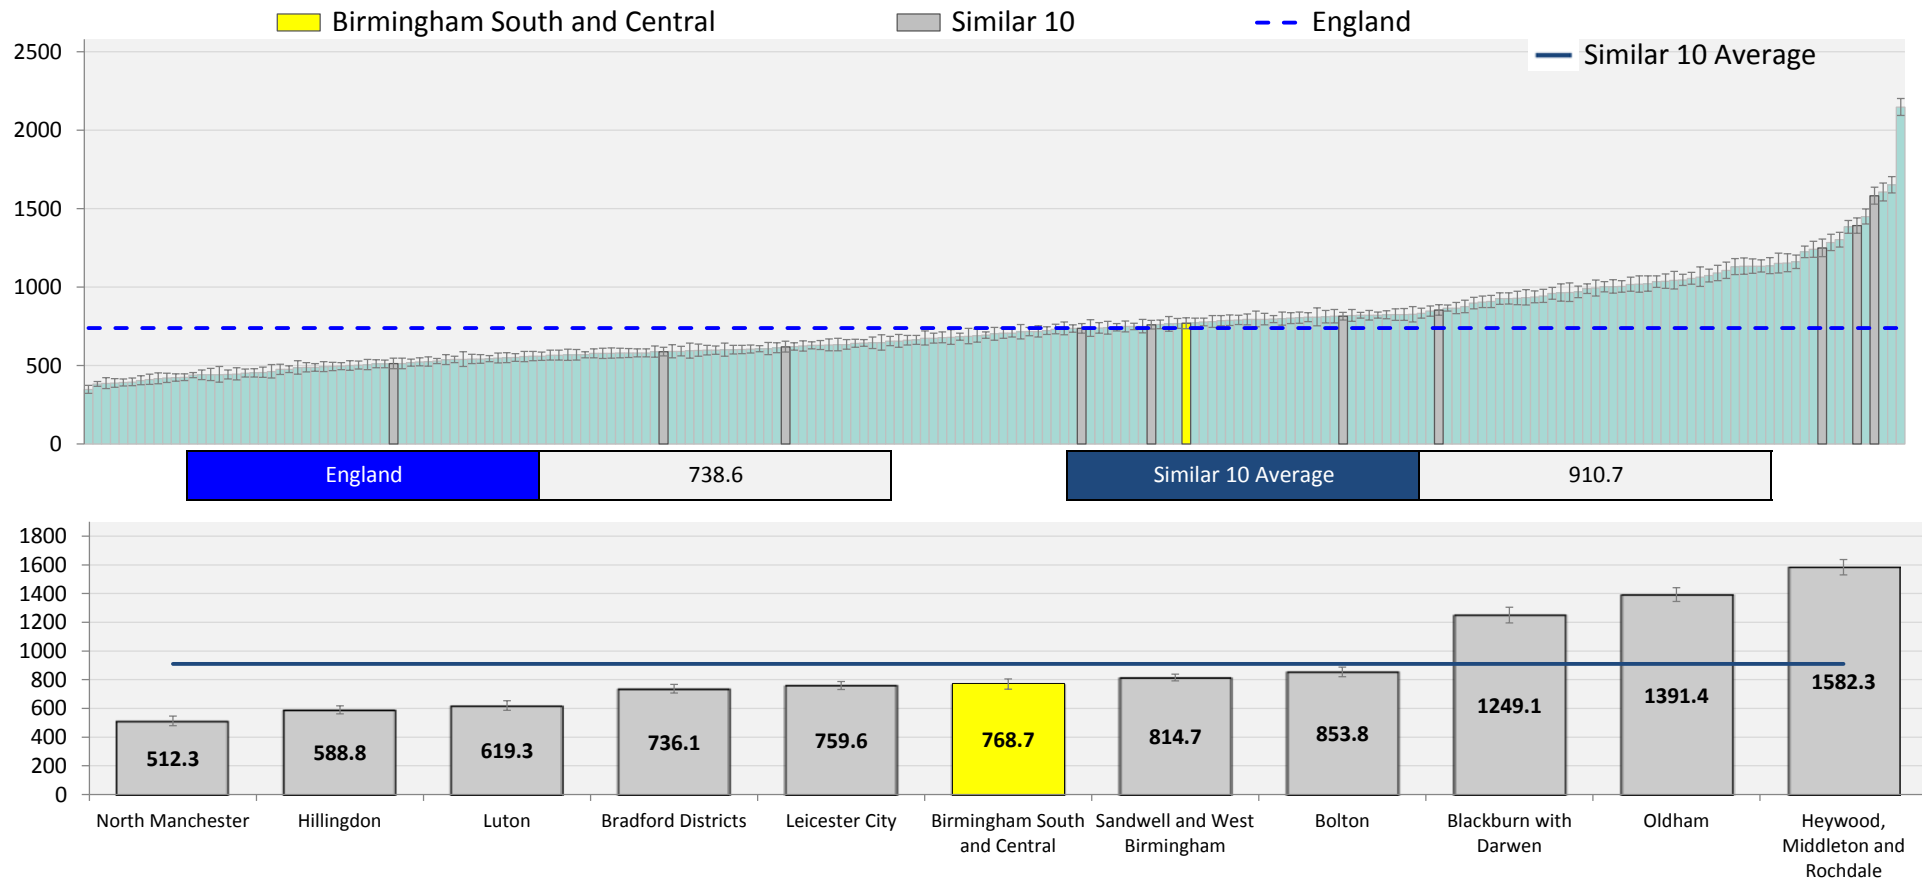 Birmingham South and Central
Similar 10
England
Similar 10 Average
2500
2000
1500
1000
500
0
England
738.6
Similar 10 Average
910.7
1800
1600
1400
1200
1000
800
600
400
200
0
512.3
588.8
619.3
736.1
759.6
768.7
814.7
853.8
1249.1
1391.4
1582.3
North Manchester
Hillingdon
Luton
Bradford Districts
Leicester City
Birmingham South
and Central
Sandwell and West
Birmingham
Bolton
Blackburn with
Darwen
Oldham
Heywood,
Middleton and
Rochdale